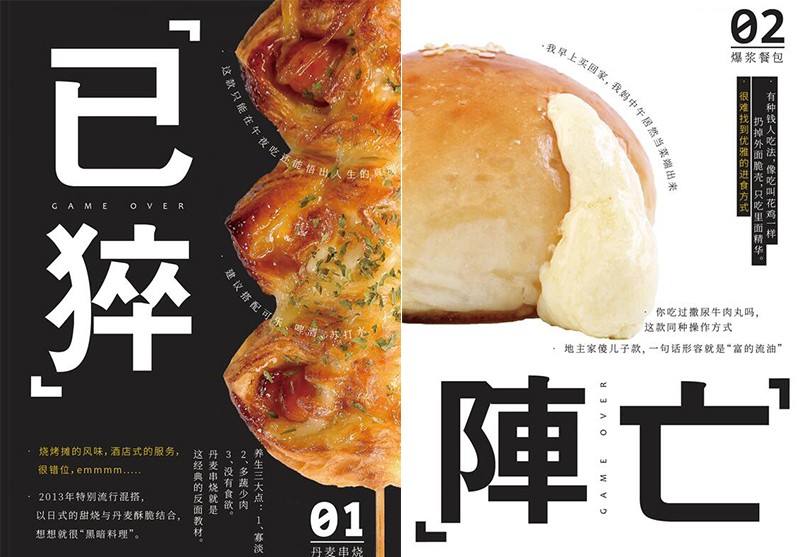 已
GAME OVER
猝
· 这款只能在午夜吃还能悟出人生的真谛
· 建议搭配可乐、啤酒、苏打水
· 烧烤摊的风味，酒店式的服务，
很错位，emmmm.....
· 2013年特别流行混搭，
以日式的甜烧与丹麦酥脆结合，
想想就很“黑暗料理”。
养生三大点：1、寡淡
2、多蔬少肉
3、没有食欲。
丹麦串烧就是
这经典的反面教材。
01
丹麦串烧
02
爆浆餐包
· 我早上买回家，我妈中午居然当菜端出来
· 有种钱人吃法，像吃叫花鸡一样
扔掉外面脆壳，只吃里面精华。
· 很难找到优雅的进食方式
· 你吃过撒尿牛肉丸吗，
这款同种操作方式
· 地主家傻儿子款，一句话形容就是“富的流油”
陣亡
GAME OVER